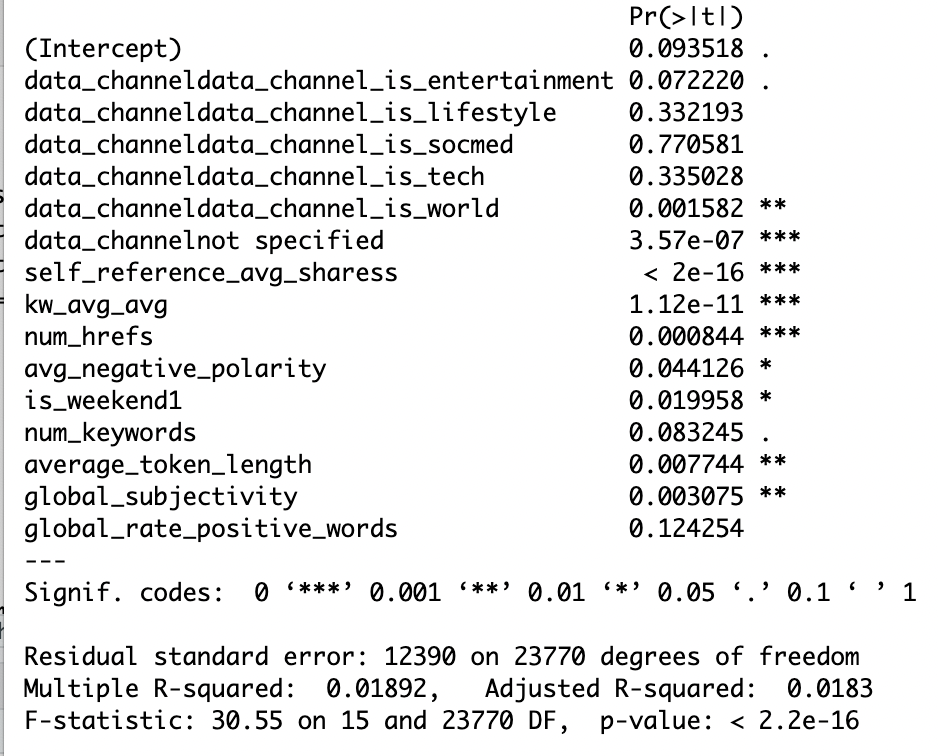 Pr(>|t|)
(Intercept) 0.093518 .
data_channeldata_channel_is_entertainment 0.072220 .
data_channeldata_channel_is_lifestyle 0.332193
data_channeldata_channel_is_socmed 0.770581
data_channeldata_channel_is_tech 0.335028
data_channeldata_channel_is_world 0.001582 **
data_channelnot specified 3.57e-07 ***
self_reference_avg_sharess < 2e-16 ***
kw_avg_avg 1.12e-11 ***
num_hrefs 0.000844 ***
avg_negative_polarity 0.044126 *
is_weekend1 0.019958 *
num_keywords 0.083245 .
average_token_length 0.007744 **
global_subjectivity 0.003075 **
global_rate_positive_words 0.124254
---
Signif. codes: 0 ‘***’ 0.001 ‘**’ 0.01 ‘*’ 0.05 ‘.’ 0.1 ‘ ’ 1
Residual standard error: 12390 on 23770 degrees of freedom
Multiple R-squared: 0.01892, Adjusted R-squared: 0.0183
F-statistic: 30.55 on 15 and 23770 DF, p-value: < 2.2e-16